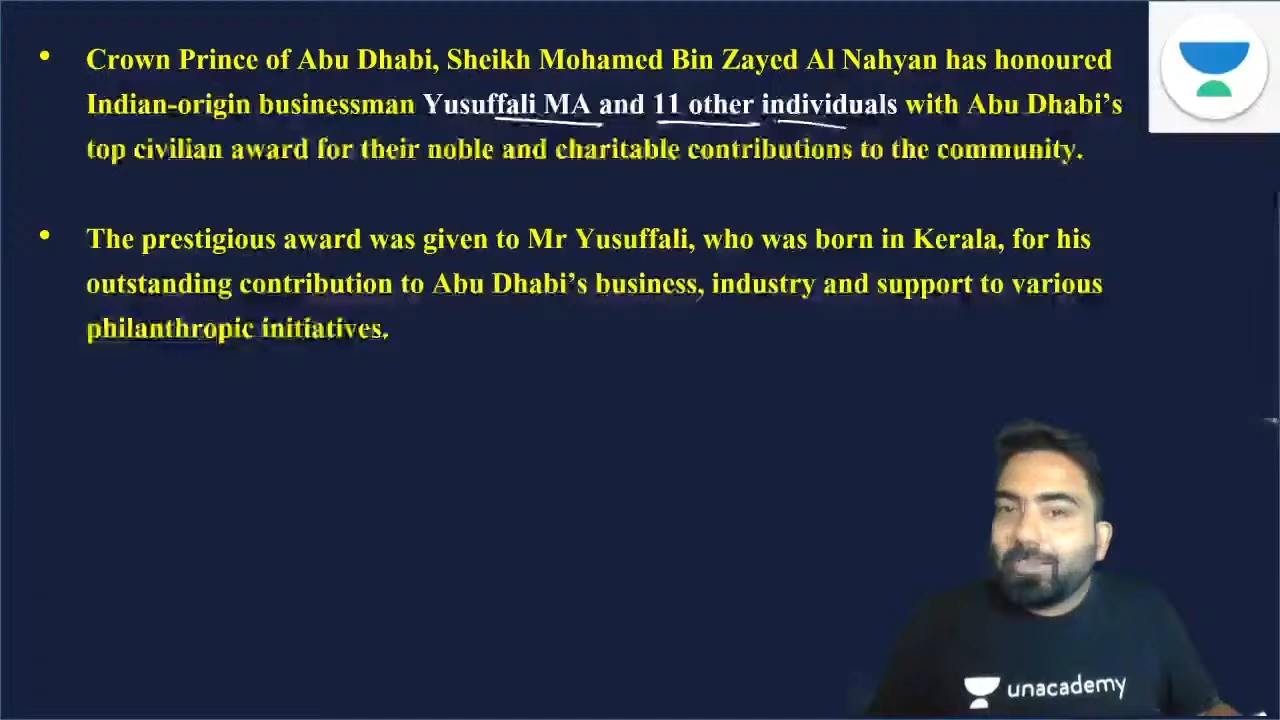 • Crown Prince of Abu Dhabi, Sheikh Mohamed Bin Zayed Al Nahyan has honoured
Indian-origin businessman Yusuffali MA and 11 other individuals with Abu Dhabi’s
top civilian award for their noble and charitable contributions to the community.
• The prestigious award was given to Mr Yusuffali, who was born in Kerala, for his
outstanding contribution to Abu Dhabi’s business, industry and support to various
philanthropic initiatives.
unacademy